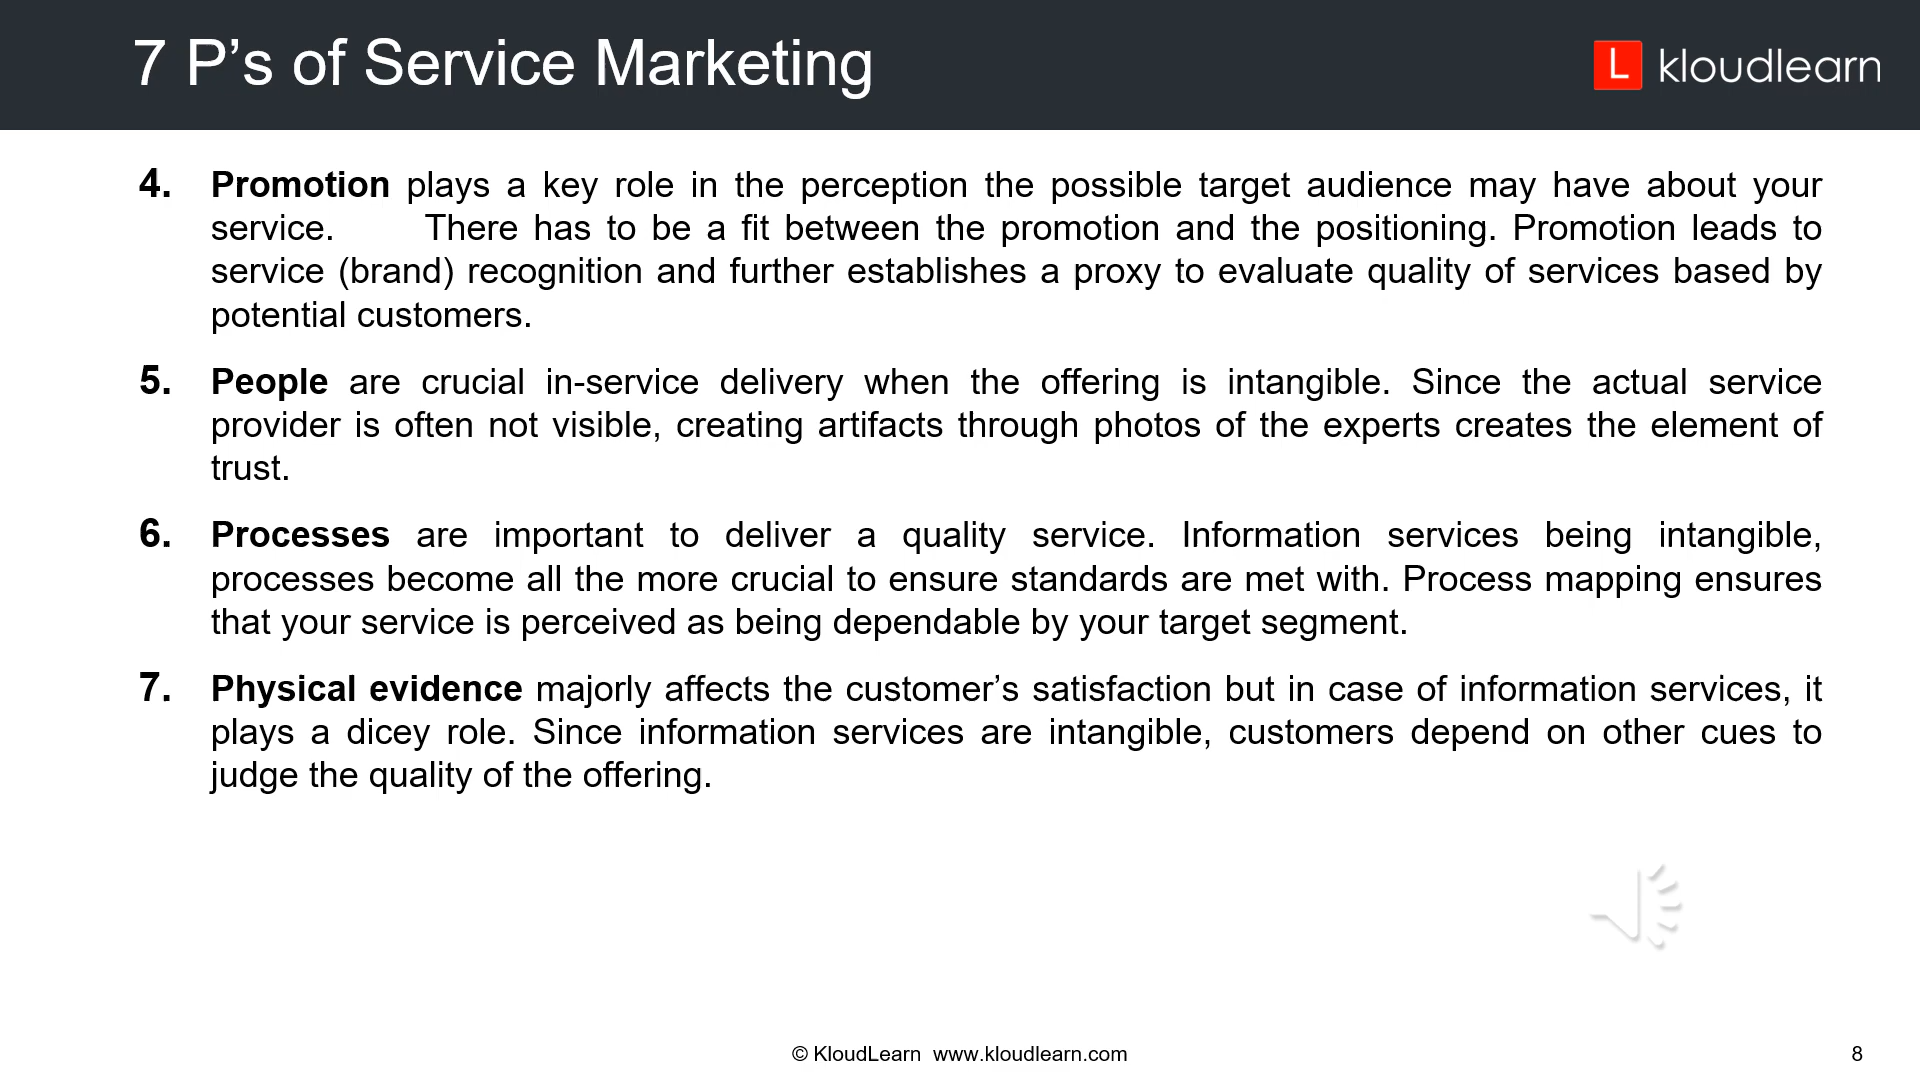 7 P’s of Service Marketing
L kloudlearn
4. Promotion plays a key role in the perception the possible target audience may have about your
service. There has to be a fit between the promotion and the positioning. Promotion leads to
service (brand) recognition and further establishes a proxy to evaluate quality of services based by
potential customers.
5. People are crucial in-service delivery when the offering is intangible. Since the actual service
provider is often not visible, creating artifacts through photos of the experts creates the element of
trust.
6. Processes are important to deliver a quality service. Information services being intangible,
processes become all the more crucial to ensure standards are met with. Process mapping ensures
that your service is perceived as being dependable by your target segment.
7. Physical evidence majorly affects the customer’s satisfaction but in case of information services, it
plays a dicey role. Since information services are intangible, customers depend on other cues to
judge the quality of the offering.
© KloudLearn www.kloudlearn.com
8